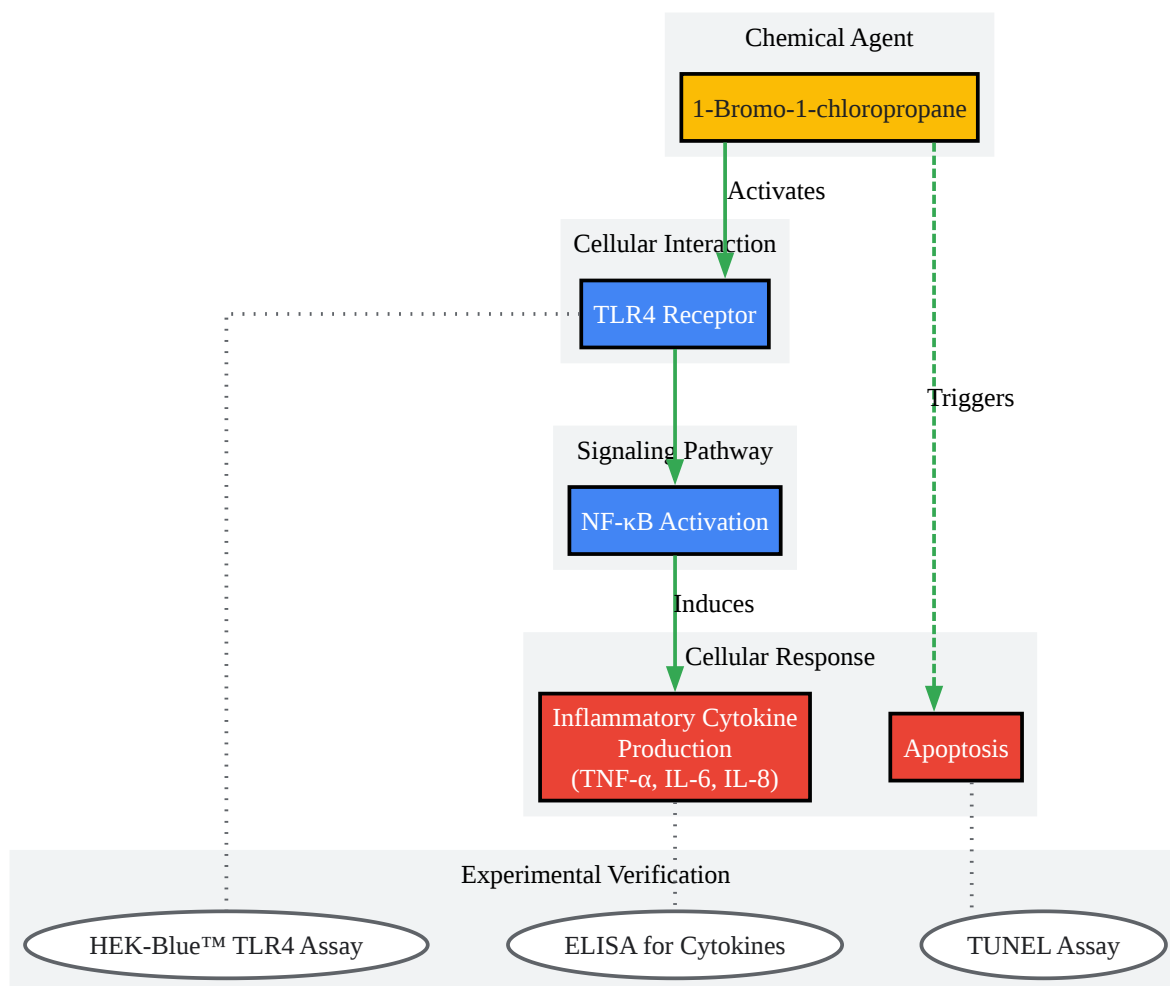 Chemical Agent
1-Bromo-1-chloropropane
Activates
Cellular Interaction
TLR4 Receptor
Triggers
Signaling Pathway
NF-κB Activation
Induces
Cellular Response
Inflammatory Cytokine
Production
(TNF-α, IL-6, IL-8)
Apoptosis
Experimental Verification
HEK-Blue™ TLR4 Assay
ELISA for Cytokines
TUNEL Assay